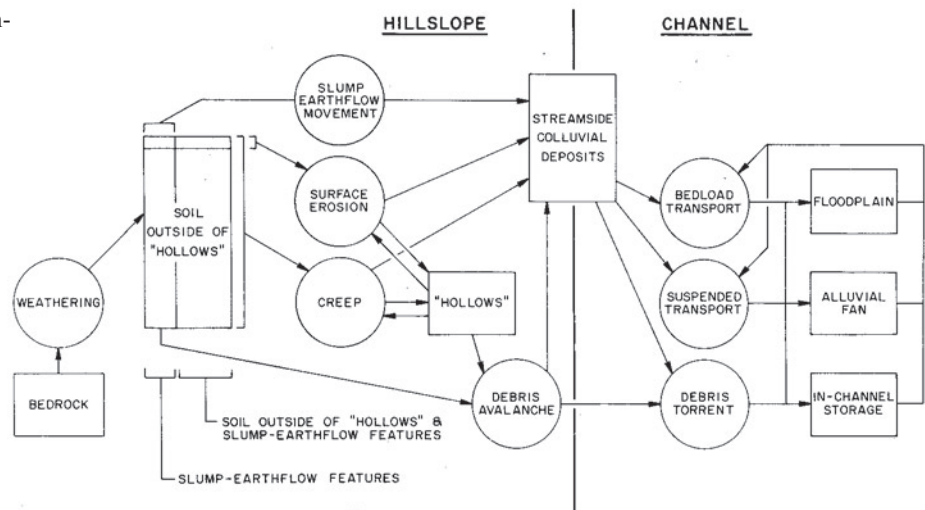 n-
HILLSLOPE
CHANNEL
SLUMP
EARTHFLOW
MOVEMENT
STREAMSIDE
COLLUVIAL
DEPOSITS
SURFACE
EROSION
SOIL
OUTSIDE OF
"HOLLOWS"
BEDLOAD
TRANSPORT
FLOODPLAIN
WEATHERING
CREEP
"HOLLOWS"
SUSPENDED
TRANSPORT
ALLUVIAL
FAN
BEDROCK
DEBRIS
AVALANCHE
DEBRIS
TORRENT
IN-CHANNEL
STORAGE
SOIL OUTSIDE OF "HOLLOWS" &
SLUMP-EARTHFLOW FEATURES
SLUMP-EARTHFLOW FEATURES